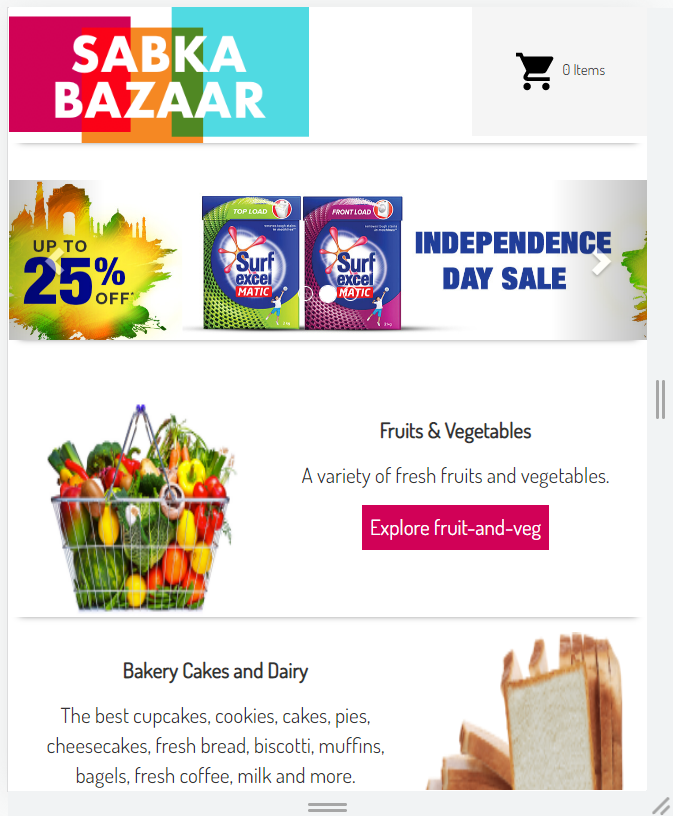 SABKA
BAZAAR
0 Items
UP TO
25%
OFF*
TOP LOAD
Surf
excel
MATIC
FRONT LOAD
Surf
excel
MATIC
INDEPENDENCE
DAY SALE
Fruits & Vegetables
A variety of fresh fruits and vegetables.
Explore fruit-and-veg
Bakery Cakes and Dairy
The best cupcakes, cookies, cakes, pies,
cheesecakes, fresh bread, biscotti, muffins,
bagels, fresh coffee, milk and more.